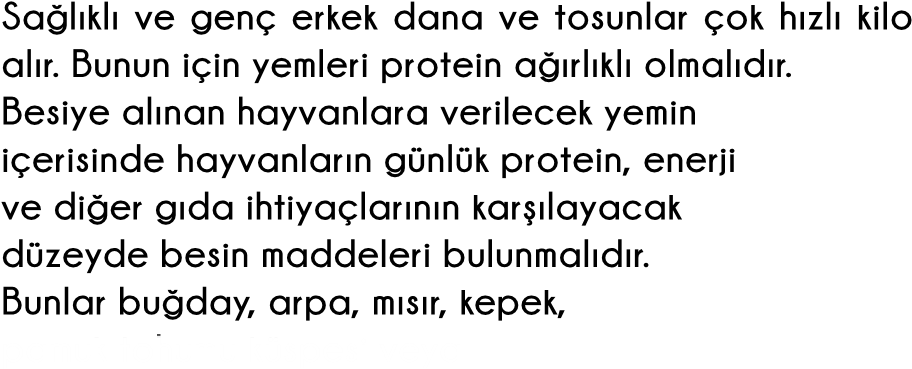 Sağlıklı ve genç erkek dana ve tosunlar çok hızlı kilo
alır. Bunun için yemleri protein ağırlıklı olmalıdır.
Besiye alınan hayvanlara verilecek yemin
içerisinde hayvanların günlük protein, enerji
ve diğer gıda ihtiyaçlarının karşılayacak
düzeyde besin maddeleri bulunmalıdır.
Bunlar buğday, arpa, mısır, kepek,